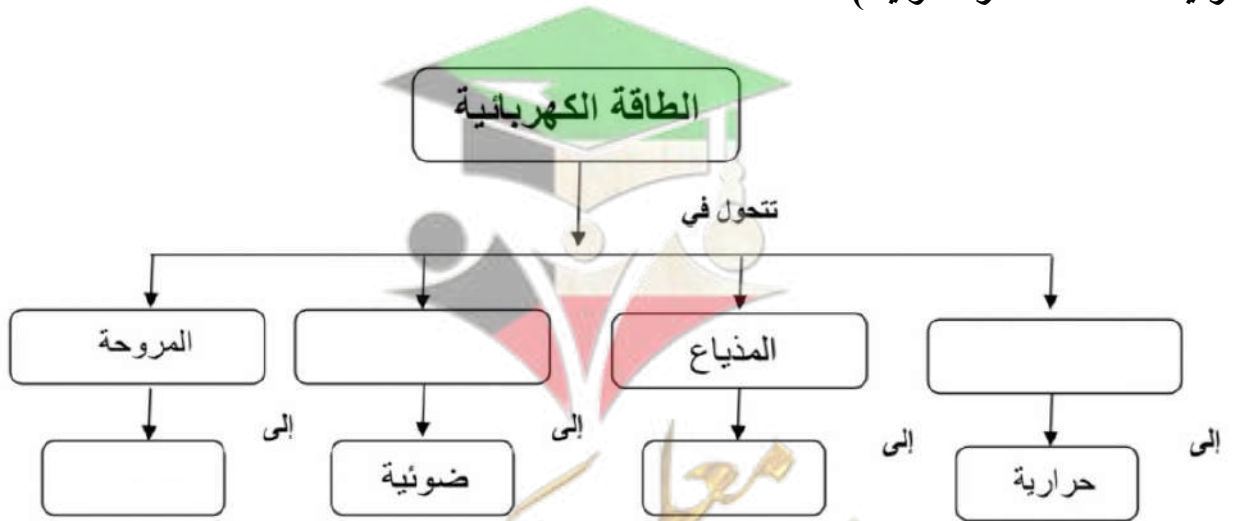 الطاقة الكهربائية
تتحول في
المذياع
المروحة
إلى
إلى
إلى
إلى
حرارية
ضوئية